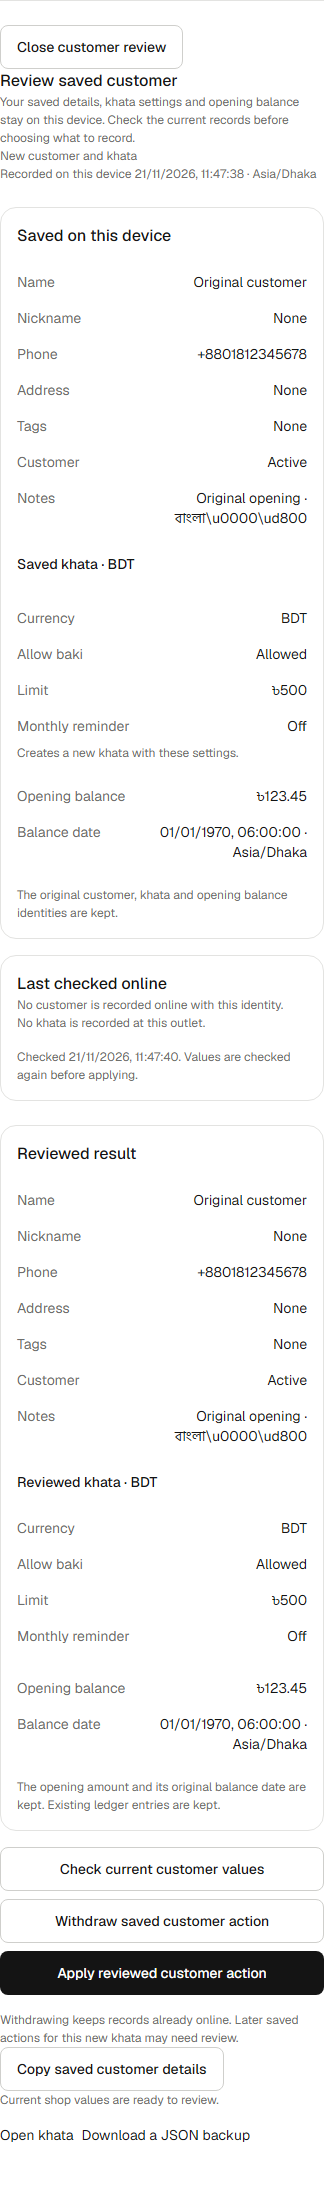 Close customer review
Review saved customer
Your saved details, khata settings and opening balance
stay on this device. Check the current records before
choosing what to record.
New customer and khata
Recorded on this device 21/11/2026, 11:47:38 · Asia/Dhaka
Saved on this device
Name Original customer
Nickname None
Phone +8801812345678
Address None
Tags None
Customer Active
Notes Original opening ·
বাংলা\u0000\ud800
Saved khata · BDT
Currency BDT
Allow baki Allowed
Limit ৳500
Monthly reminder Off
Creates a new khata with these settings.
Opening balance ৳123.45
Balance date 01/01/1970, 06:00:00 ·
Asia/Dhaka
The original customer, khata and opening balance
identities are kept.
Last checked online
No customer is recorded online with this identity.
No khata is recorded at this outlet.
Checked 21/11/2026, 11:47:40. Values are checked
again before applying.
Reviewed result
Name Original customer
Nickname None
Phone +8801812345678
Address None
Tags None
Customer Active
Notes Original opening ·
বাংলা\u0000\ud800
Reviewed khata · BDT
Currency BDT
Allow baki Allowed
Limit ৳500
Monthly reminder Off
Opening balance ৳123.45
Balance date 01/01/1970, 06:00:00 ·
Asia/Dhaka
The opening amount and its original balance date are
kept. Existing ledger entries are kept.
Check current customer values
Withdraw saved customer action
Apply reviewed customer action
Withdrawing keeps records already online. Later saved
actions for this new khata may need review.
Copy saved customer details
Current shop values are ready to review.
Open khata Download a JSON backup